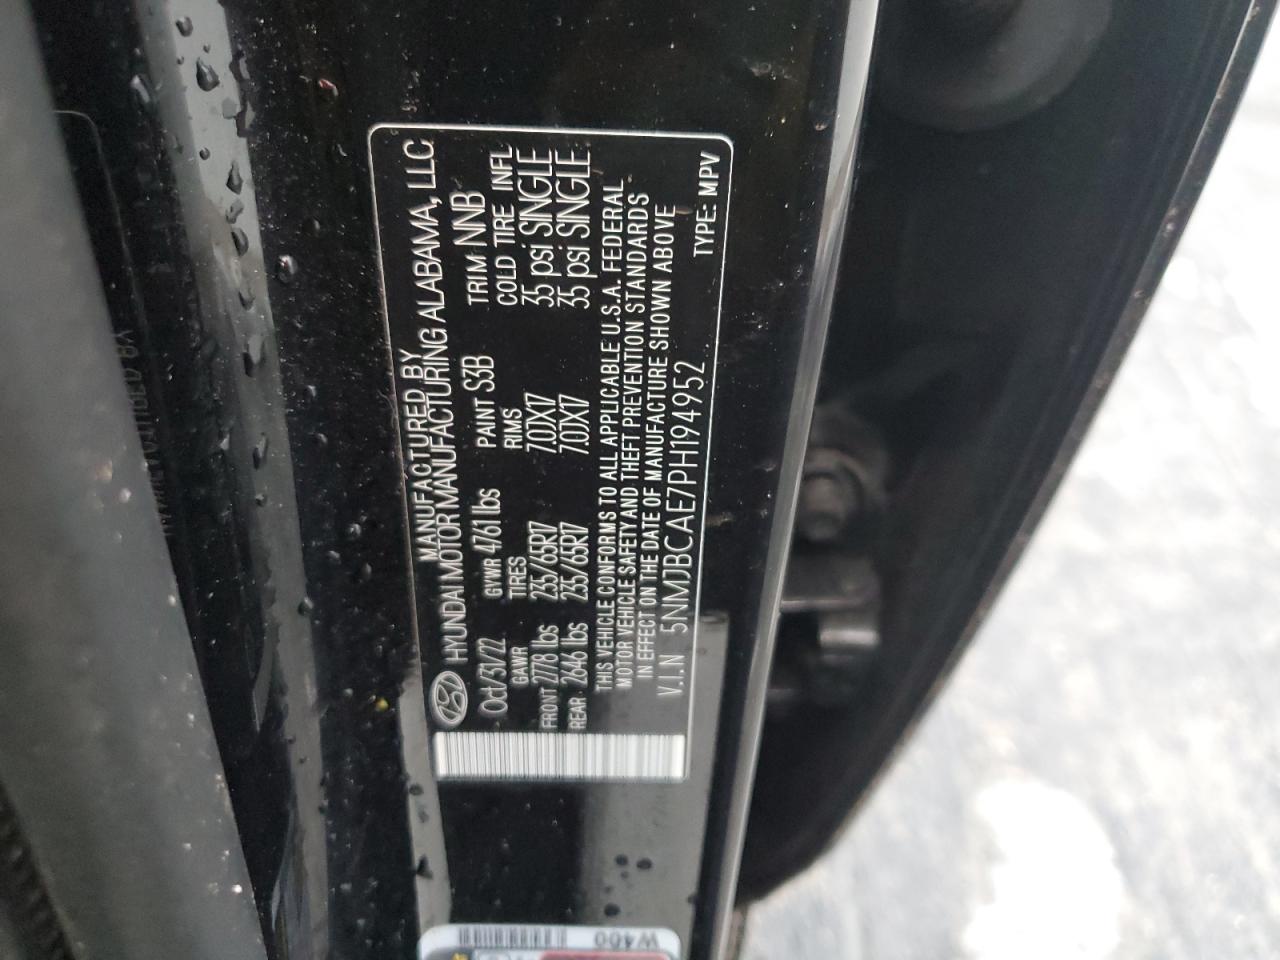 MANUFACTURED BY
HYUNDAI MOTOR MANUFACTURING ALABAMA, LLC
Oct/31/22 GVWR 4761 lbs PAINT S3B TRIM NNB
GAWR TIRES RIMS COLD TIRE INFL
FRONT 2778 lbs 235/65R17 7.0JX17 35 psi SINGLE
REAR 2646 lbs 235/65R17 7.0JX17 35 psi SINGLE
THIS VEHICLE CONFORMS TO ALL APPLICABLE U.S.A. FEDERAL
MOTOR VEHICLE SAFETY AND THEFT PREVENTION STANDARDS
IN EFFECT ON THE DATE OF MANUFACTURE SHOWN ABOVE
V.I.N 5NMJBCAE7PH194952 TYPE: MPV
W400